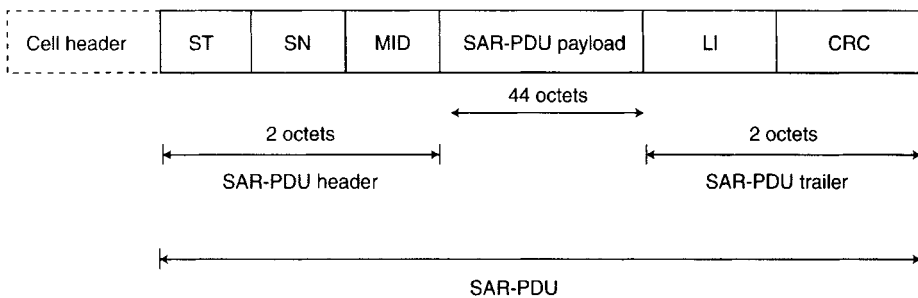 Cell header ST SN MID SAR-PDU payload LI CRC
44 octets
2 octets 2 octets
SAR-PDU header SAR-PDU trailer
SAR-PDU